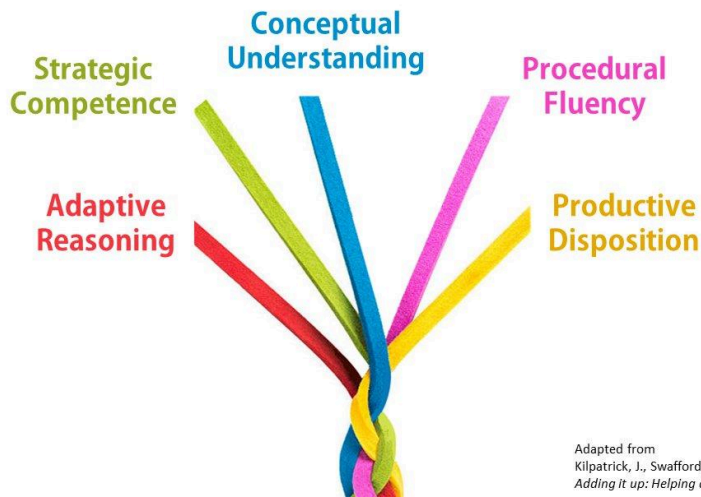 Conceptual
Understanding
Strategic
Competence
Procedural
Fluency
Adaptive
Reasoning
Productive
Disposition
Adapted from
Kilpatrick, J., Swafford
Adding it up: Helping